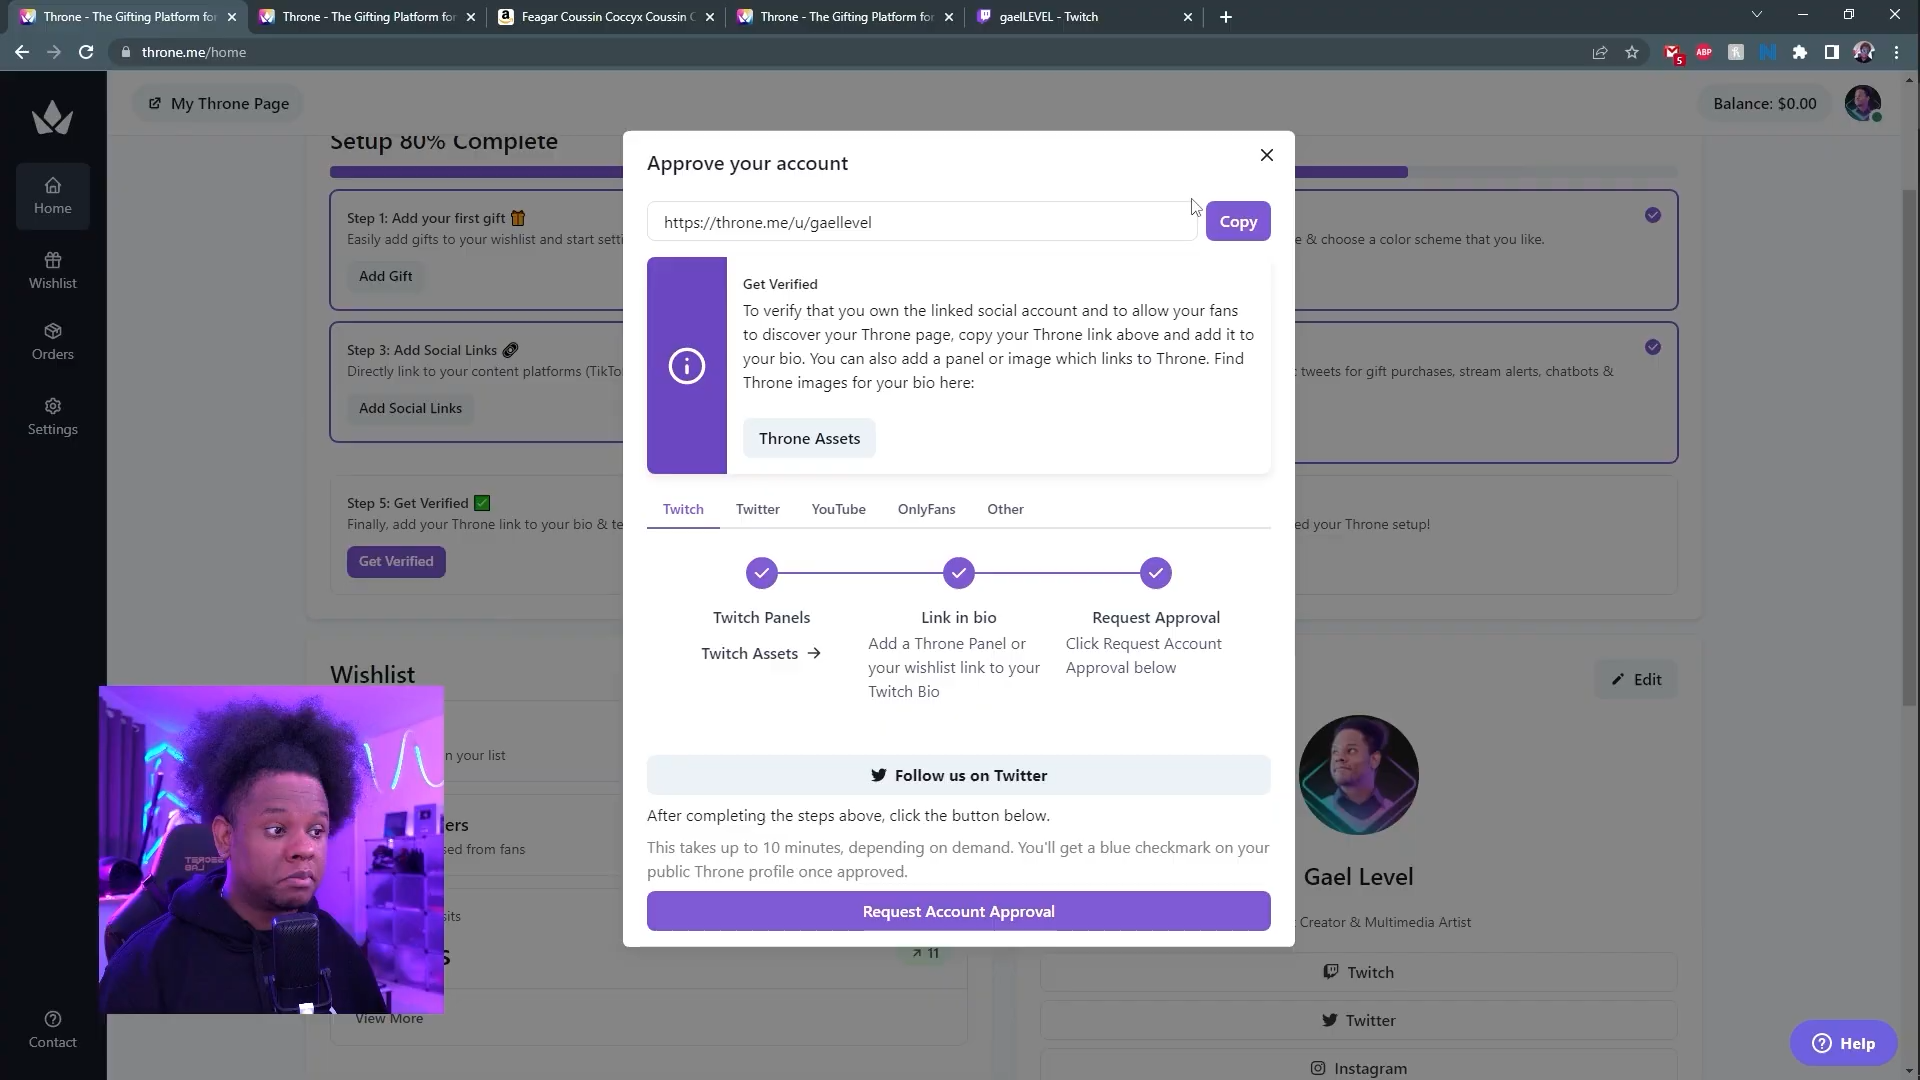 Throne - The Gifting Platform for
Throne - The Gifting Platform for
Feagar Coussin Coccyx Coussin C
Throne - The Gifting Platform for
gaelLEVEL - Twitch
throne.me/home
5
ABP
My Throne Page
Balance: $0.00
Home
Wishlist
Orders
Settings
Contact
Setup 80% Complete
Step 1: Add your first gift
Easily add gifts to your wishlist and start setti
Add Gift
e & choose a color scheme that you like.
Step 3: Add Social Links
Directly link to your content platforms (TikTo
Add Social Links
tweets for gift purchases, stream alerts, chatbots &
Step 5: Get Verified
Finally, add your Throne link to your bio & te
Get Verified
ed your Throne setup!
Approve your account
https://throne.me/u/gaellevel
Copy
Get Verified
To verify that you own the linked social account and to allow your fans
to discover your Throne page, copy your Throne link above and add it to
your bio. You can also add a panel or image which links to Throne. Find
Throne images for your bio here:
Throne Assets
Twitch
Twitter
YouTube
OnlyFans
Other
Twitch Panels
Twitch Assets →
Link in bio
Add a Throne Panel or
your wishlist link to your
Twitch Bio
Request Approval
Click Request Account
Approval below
Follow us on Twitter
After completing the steps above, click the button below.
This takes up to 10 minutes, depending on demand. You'll get a blue checkmark on your
public Throne profile once approved.
Request Account Approval
Wishlist
n your list
ers
sed from fans
sits
11
View More
Edit
Gael Level
Creator & Multimedia Artist
Twitch
Twitter
Instagram
Help